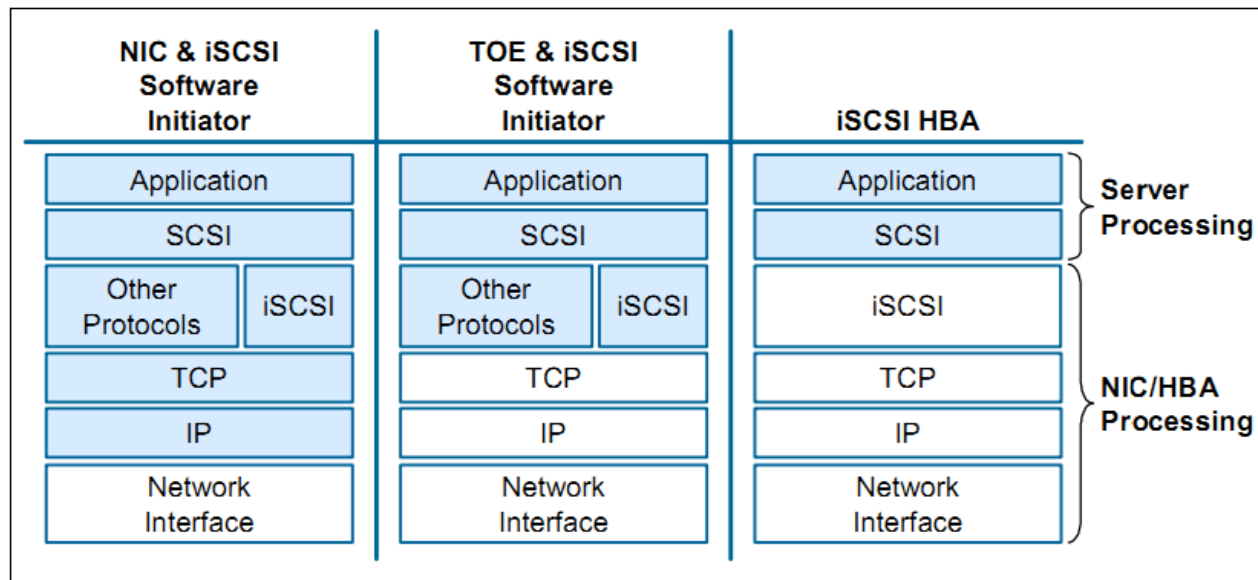 NIC & iSCSI
Software
Initiator
TOE & iSCSI
Software
Initiator
iSCSI HBA
Application
SCSI
Other
Protocols
iSCSI
TCP
IP
Network
Interface
Application
SCSI
Other
Protocols
iSCSI
TCP
IP
Network
Interface
Application
SCSI
iSCSI
TCP
IP
Network
Interface
Server
Processing
NIC/HBA
Processing